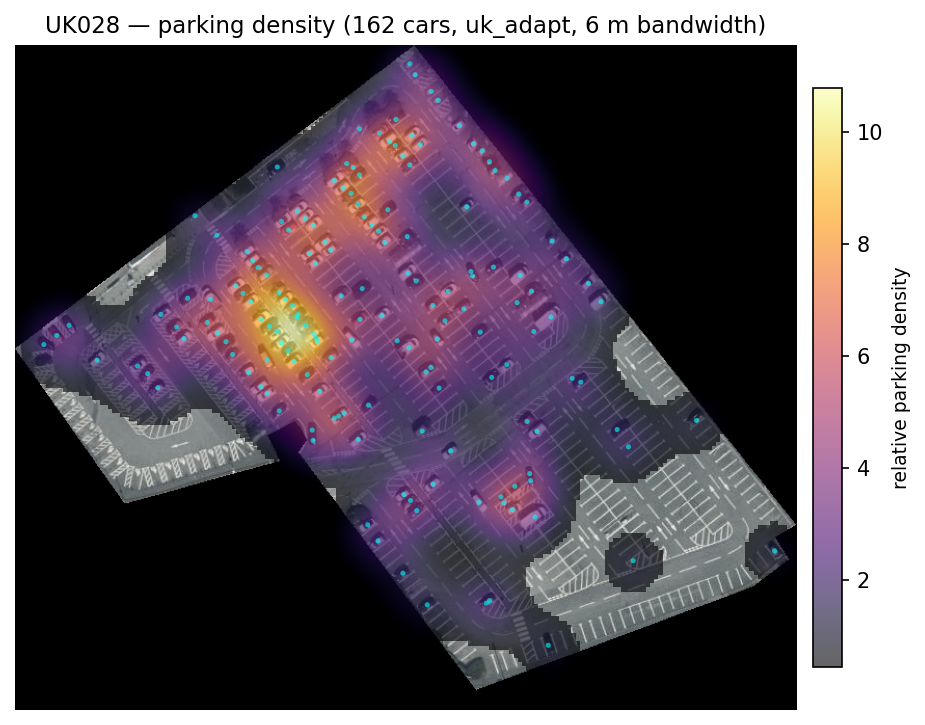 UK028 — parking density (162 cars, uk_adapt, 6 m bandwidth)
10
8
6
4
2
relative parking density